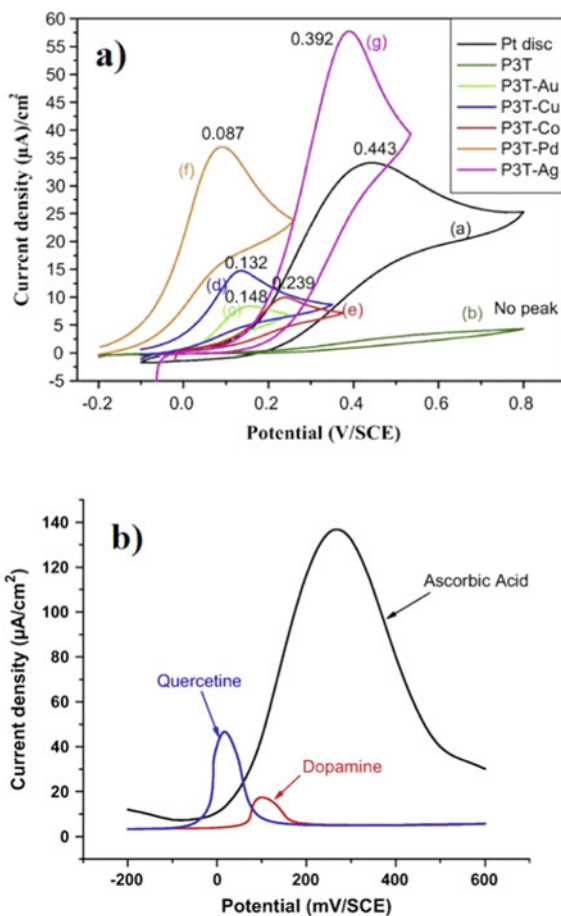 a)
60
55
50
45
40
35
30
25
20
15
10
5
0
-5
Current density (μA)/cm²
0.392
(g)
0.087
(f)
0.443
(a)
0.132
(d)
0.239
0.148
(e)
No peak
(b)
Pt disc
P3T
P3T-Au
P3T-Cu
P3T-Co
P3T-Pd
P3T-Ag
-0.2 0.0 0.2 0.4 0.6 0.8
Potential (V/SCE)
b)
140
120
100
80
60
40
20
0
Current density (μA/cm²)
Ascorbic Acid
Quercetine
Dopamine
-200 0 200 400 600
Potential (mV/SCE)